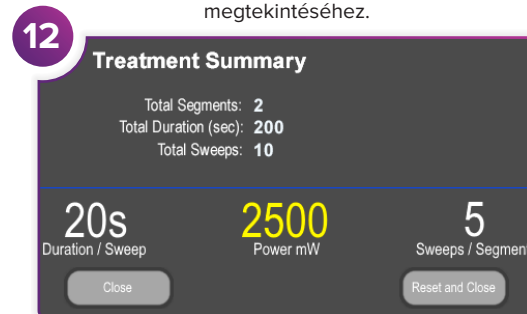 megtekintéséhez.
12
Treatment Summary
Total Segments: 2
Total Duration (sec): 200
Total Sweeps: 10
20s 2500 5
Duration / Sweep Power mW Sweeps / Segment
Close Reset and Close